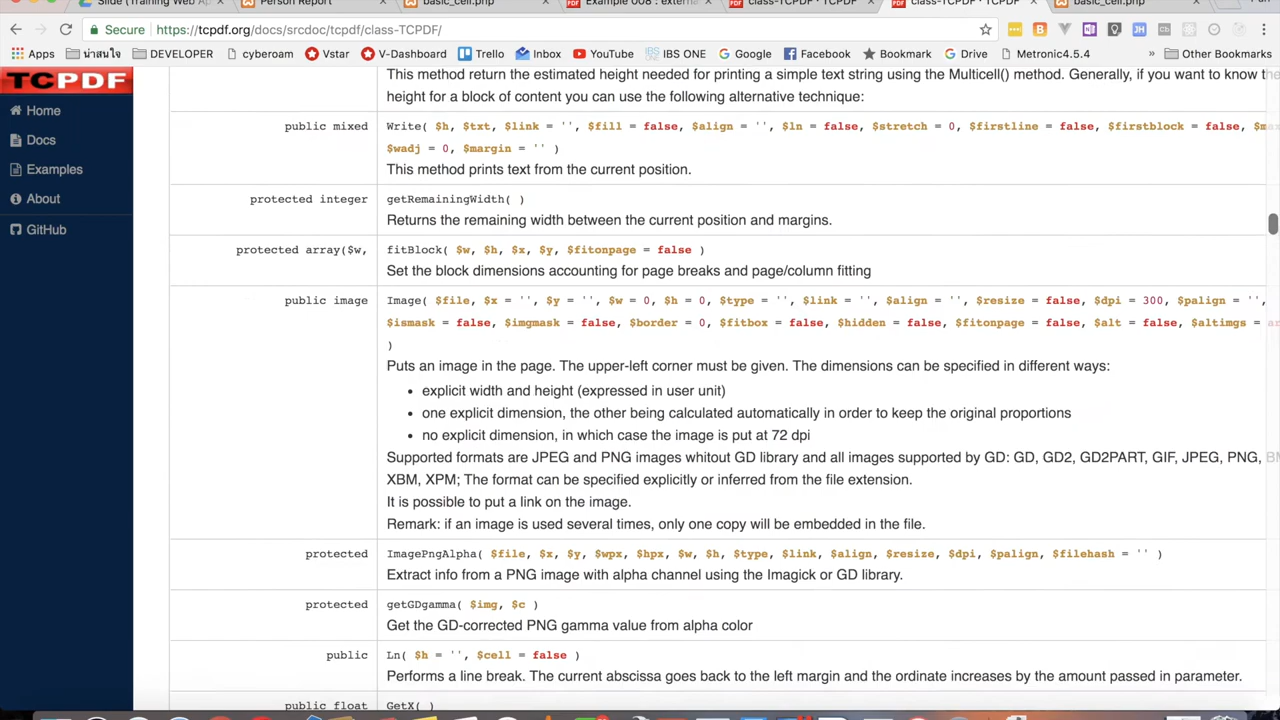 Slide (Training Web Ap
Person Report
basic_cell.php
Example 008 : externa
class-TCPDF | TCPDF
class-TCPDF | TCPDF
basic_cell.php
Secure https://tcpdf.org/docs/srcdoc/tcpdf/class-TCPDF/
Apps น่าสนใจ DEVELOPER cyberoam Vstar V-Dashboard Trello Inbox YouTube IBS ONE Google Facebook Bookmark Drive Metronic4.5.4 » Other Bookmarks
TCPDF
Home
Docs
Examples
About
GitHub
This method return the estimated height needed for printing a simple text string using the Multicell() method. Generally, if you want to know the
height for a block of content you can use the following alternative technique:
public mixed Write( $h, $txt, $link = '', $fill = false, $align = '', $ln = false, $stretch = 0, $firstline = false, $firstblock = false,
$wadj = 0, $margin = '' )
This method prints text from the current position.
protected integer getRemainingWidth( )
Returns the remaining width between the current position and margins.
protected array($w, fitBlock( $w, $h, $x, $y, $fitonpage = false )
Set the block dimensions accounting for page breaks and page/column fitting
public image Image( $file, $x = '', $y = '', $w = 0, $h = 0, $type = '', $link = '', $align = '', $resize = false, $dpi = 300, $palign = '',
$ismask = false, $imgmask = false, $border = 0, $fitbox = false, $hidden = false, $fitonpage = false, $alt = false, $altimgs =
)
Puts an image in the page. The upper-left corner must be given. The dimensions can be specified in different ways:
• explicit width and height (expressed in user unit)
• one explicit dimension, the other being calculated automatically in order to keep the original proportions
• no explicit dimension, in which case the image is put at 72 dpi
Supported formats are JPEG and PNG images whitout GD library and all images supported by GD: GD, GD2, GD2PART, GIF, JPEG, PNG,
XBM, XPM; The format can be specified explicitly or inferred from the file extension.
It is possible to put a link on the image.
Remark: if an image is used several times, only one copy will be embedded in the file.
protected ImagePngAlpha( $file, $x, $y, $wpx, $hpx, $w, $h, $type, $link, $align, $resize, $dpi, $palign, $filehash = '' )
Extract info from a PNG image with alpha channel using the Imagick or GD library.
protected getGDgamma( $img, $c )
Get the GD-corrected PNG gamma value from alpha color
public Ln( $h = '', $cell = false )
Performs a line break. The current abscissa goes back to the left margin and the ordinate increases by the amount passed in parameter.
public float GetX( )